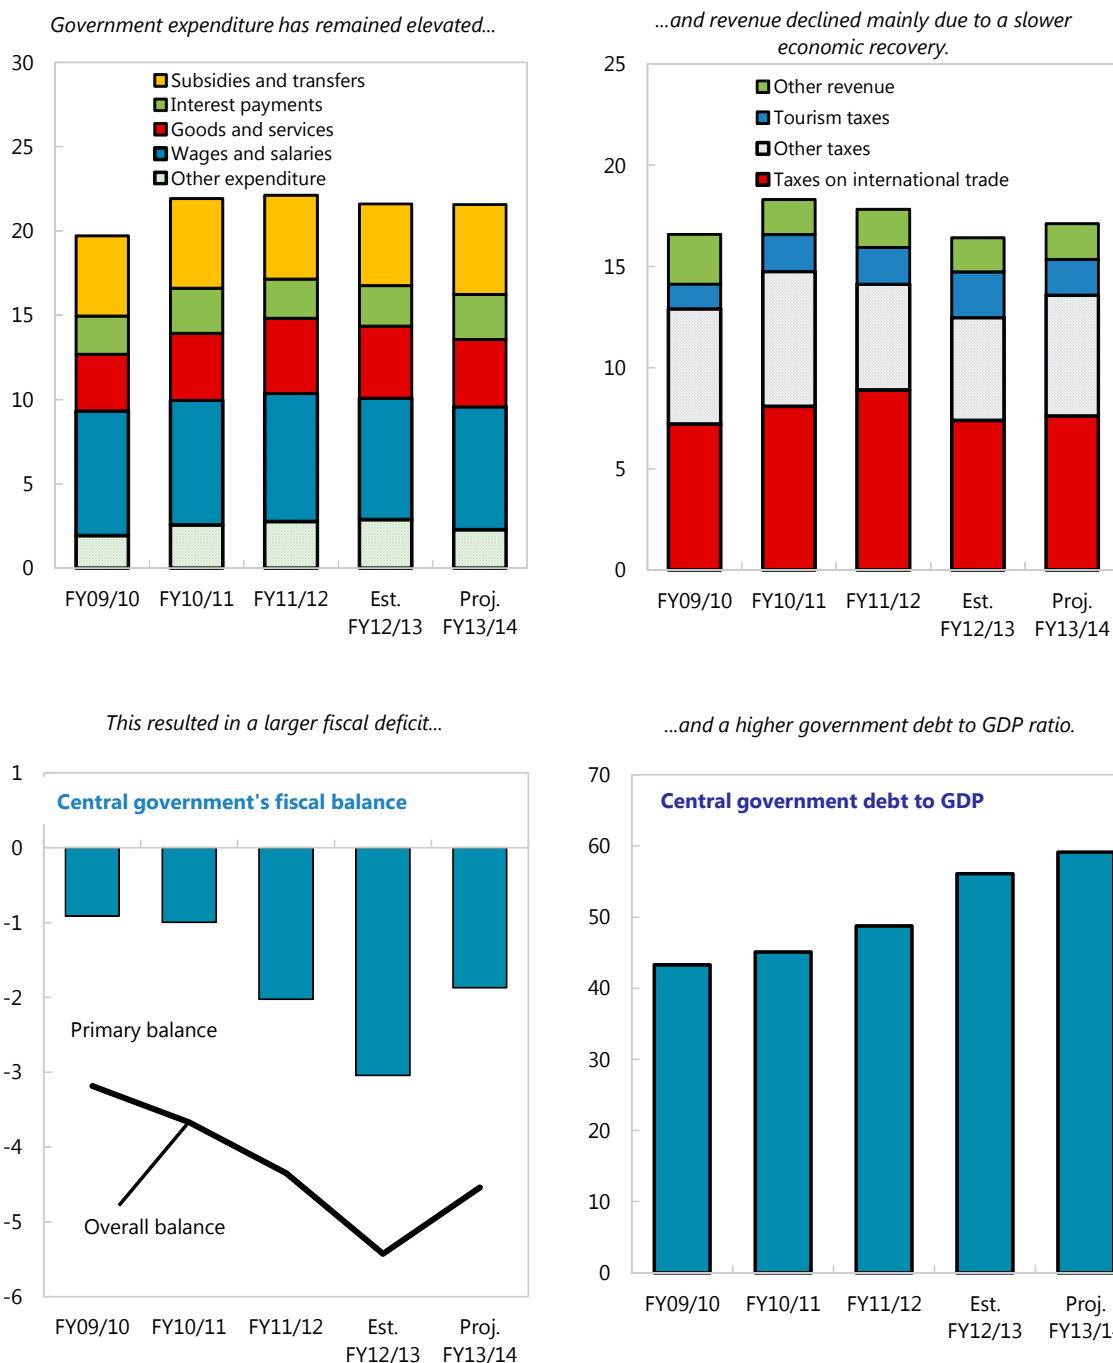 Government expenditure has remained elevated...
30
25
20
15
10
5
0
Subsidies and transfers
Interest payments
Goods and services
Wages and salaries
Other expenditure
FY09/10 FY10/11 FY11/12 Est. Proj.
FY12/13 FY13/14
...and revenue declined mainly due to a slower
economic recovery.
25
20
15
10
5
0
Other revenue
Tourism taxes
Other taxes
Taxes on international trade
FY09/10 FY10/11 FY11/12 Est. Proj.
FY12/13 FY13/14
This resulted in a larger fiscal deficit...
1
0
-1
-2
-3
-4
-5
-6
Central government's fiscal balance
Primary balance
Overall balance
FY09/10 FY10/11 FY11/12 Est. Proj.
FY12/13 FY13/14
...and a higher government debt to GDP ratio.
70
60
50
40
30
20
10
0
Central government debt to GDP
FY09/10 FY10/11 FY11/12 Est. Proj.
FY12/13 FY13/14